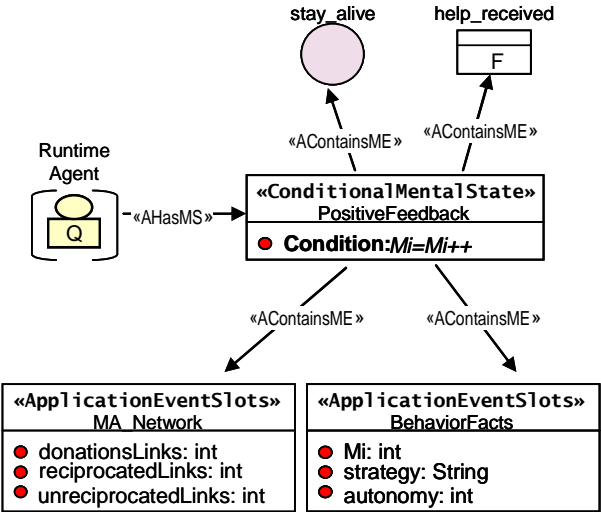 stay_alive
help_received
F
«AContainsME»
«AContainsME»
Runtime
Agent
Q
«AHasMS»
«ConditionalMentalState»
PositiveFeedback
Condition:Mi=Mi++
«AContainsME»
«AContainsME»
«ApplicationEventSlots»
MA_Network
donationsLinks: int
reciprocatedLinks: int
unreciprocatedLinks: int
«ApplicationEventSlots»
BehaviorFacts
Mi: int
strategy: String
autonomy: int